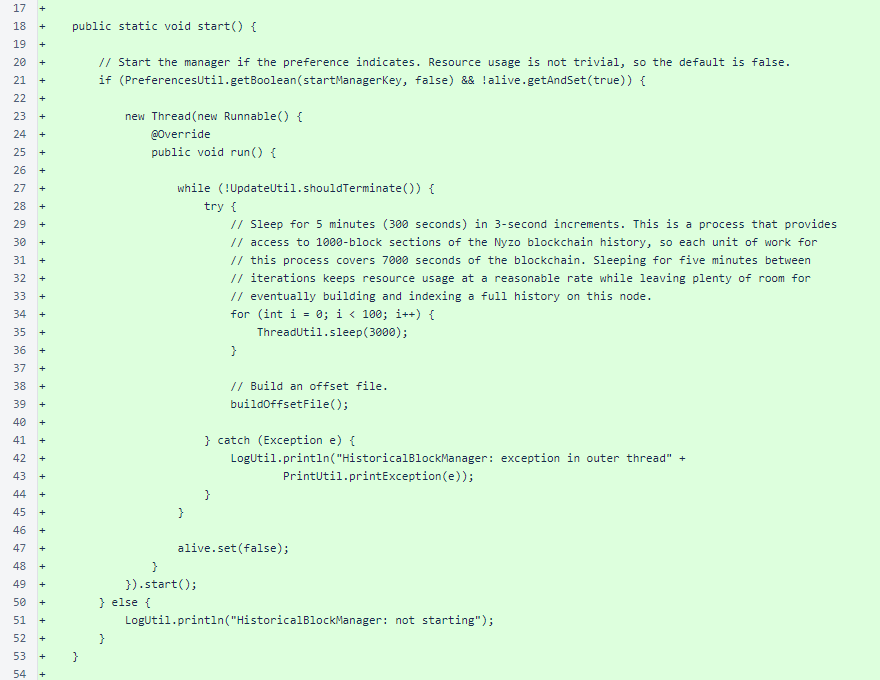 17 +
18 +     public static void start() {
19 +
20 +         // Start the manager if the preference indicates. Resource usage is not trivial, so the default is false.
21 +         if (PreferencesUtil.getBoolean(startManagerKey, false) && !alive.getAndSet(true)) {
22 +
23 +             new Thread(new Runnable() {
24 +                 @Override
25 +                 public void run() {
26 +
27 +                     while (!UpdateUtil.shouldTerminate()) {
28 +                         try {
29 +                             // Sleep for 5 minutes (300 seconds) in 3-second increments. This is a process that provides
30 +                             // access to 1000-block sections of the Nyzo blockchain history, so each unit of work for
31 +                             // this process covers 7000 seconds of the blockchain. Sleeping for five minutes between
32 +                             // iterations keeps resource usage at a reasonable rate while leaving plenty of room for
33 +                             // eventually building and indexing a full history on this node.
34 +                             for (int i = 0; i < 100; i++) {
35 +                                 ThreadUtil.sleep(3000);
36 +                             }
37 +
38 +                             // Build an offset file.
39 +                             buildOffsetFile();
40 +
41 +                         } catch (Exception e) {
42 +                             LogUtil.println("HistoricalBlockManager: exception in outer thread" +
43 +                                     PrintUtil.printException(e));
44 +                         }
45 +                     }
46 +
47 +                     alive.set(false);
48 +                 }
49 +             }).start();
50 +         } else {
51 +             LogUtil.println("HistoricalBlockManager: not starting");
52 +         }
53 +     }
54 +